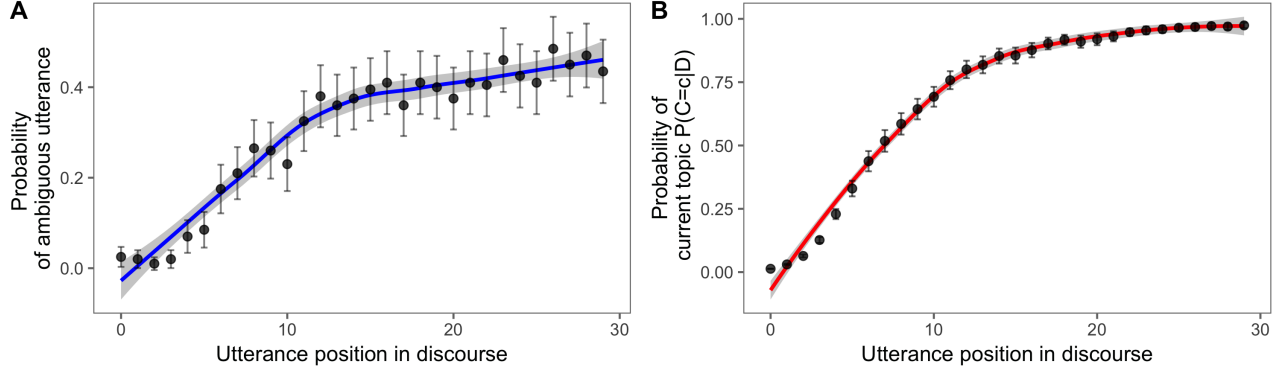 A
Probability
of ambiguous utterance
0.4
0.2
0.0
0
10
20
30
Utterance position in discourse
B
Probability of
current topic P(C=c|D)
1.00
0.75
0.50
0.25
0.00
0
10
20
30
Utterance position in discourse